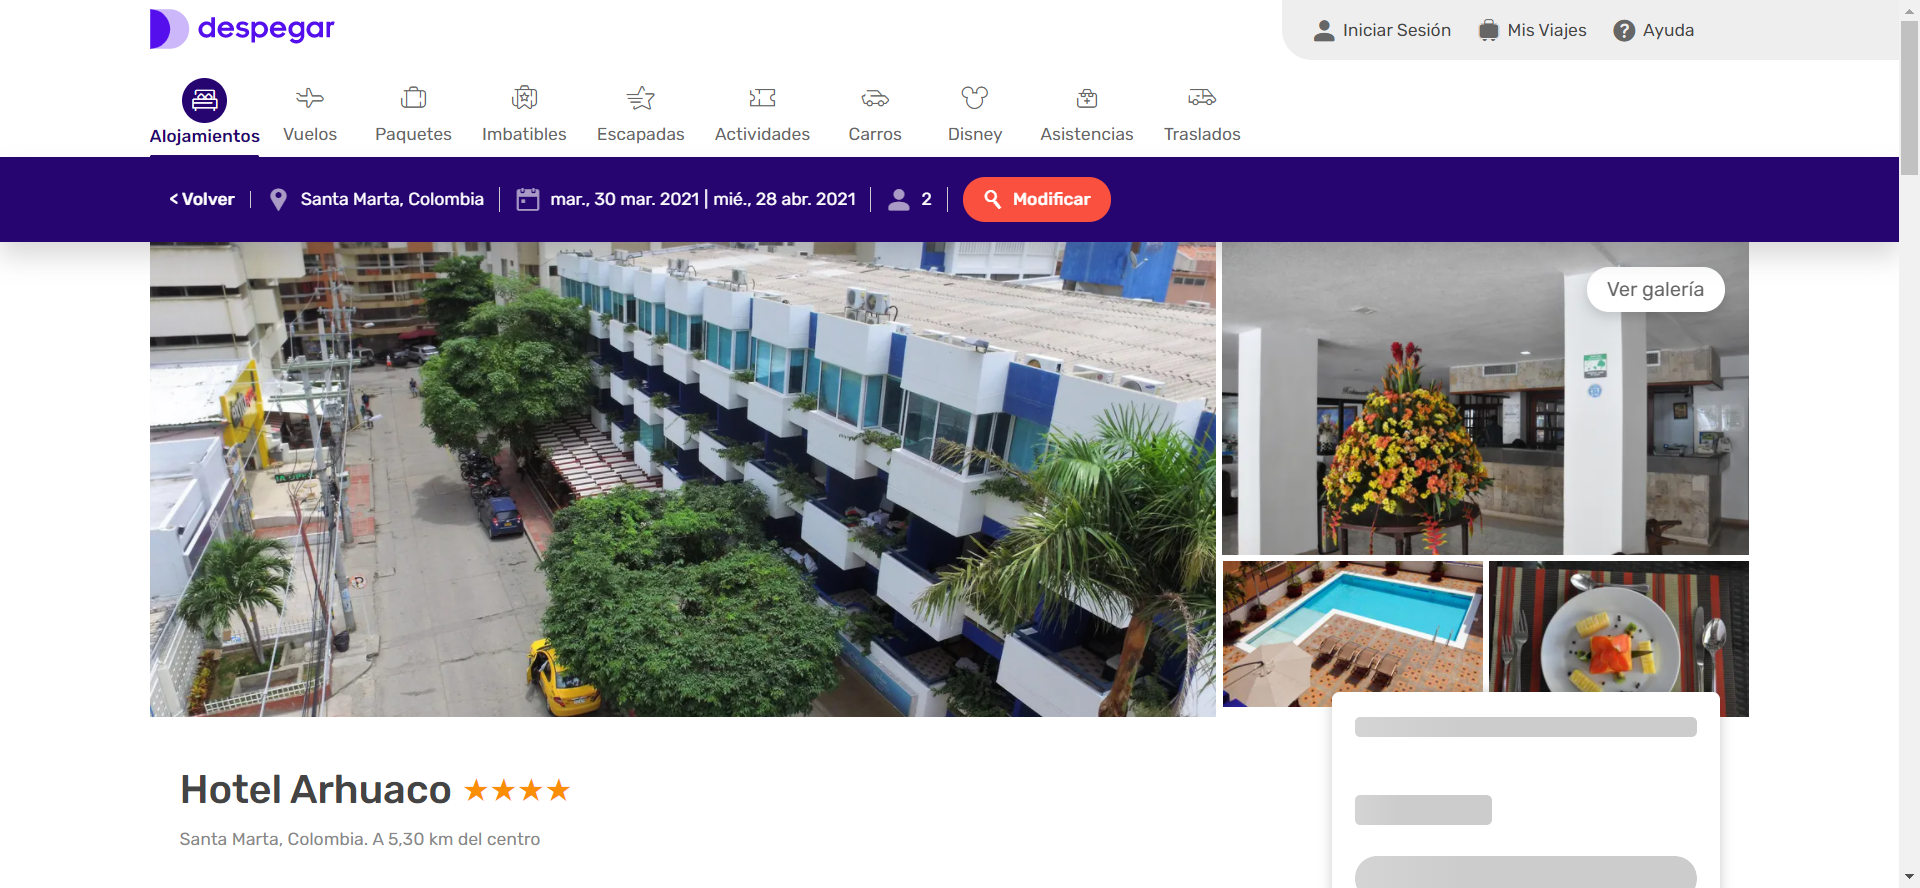 despegar
Iniciar Sesión
Mis Viajes
Ayuda
Alojamientos
Vuelos
Paquetes
Imbatibles
Escapadas
Actividades
Carros
Disney
Asistencias
Traslados
< Volver
Santa Marta, Colombia
mar., 30 mar. 2021 | mié., 28 abr. 2021
2
Modificar
Ver galería
Hotel Arhuaco
Santa Marta, Colombia. A 5,30 km del centro